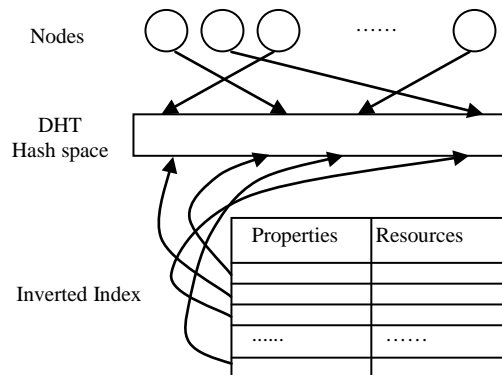 Nodes
……
DHT
Hash space
Properties Resources
Inverted Index
...... ……